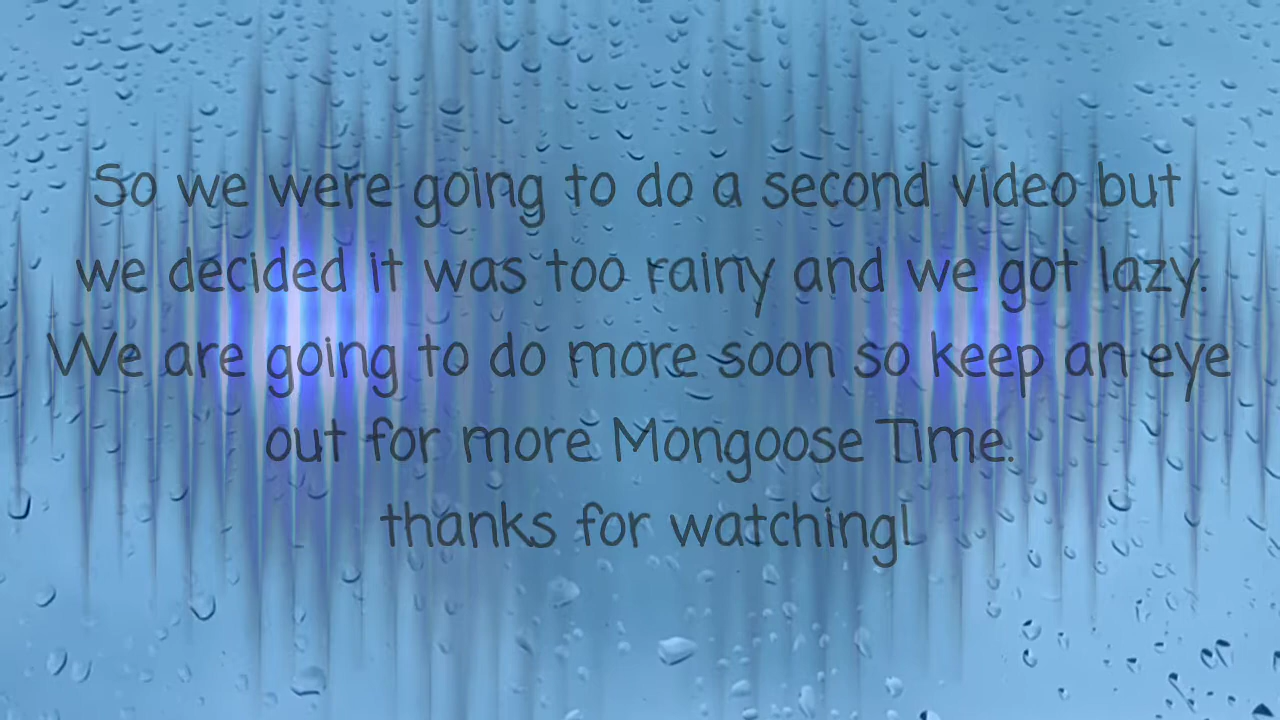 So we were going to do a second video but
we decided it was too rainy and we got lazy.
We are going to do more soon so keep an eye
out for more Mongoose Time.
thanks for watching!